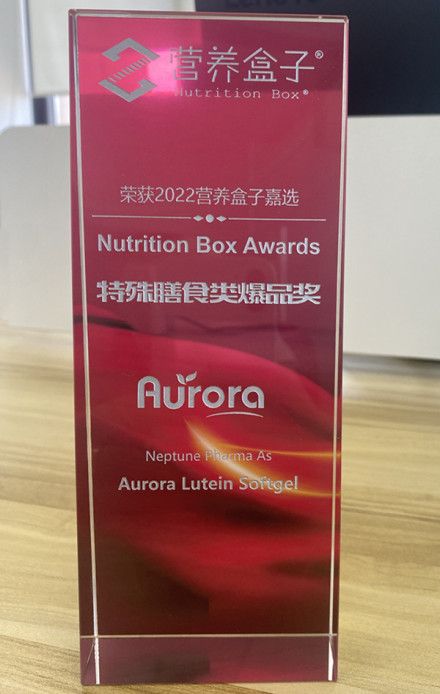 营养盒子®
Nutrition Box®
荣获2022营养盒子嘉选
Nutrition Box Awards
特殊膳食类爆品奖
Aurora
Neptune Pharma As
Aurora Lutein Softgel